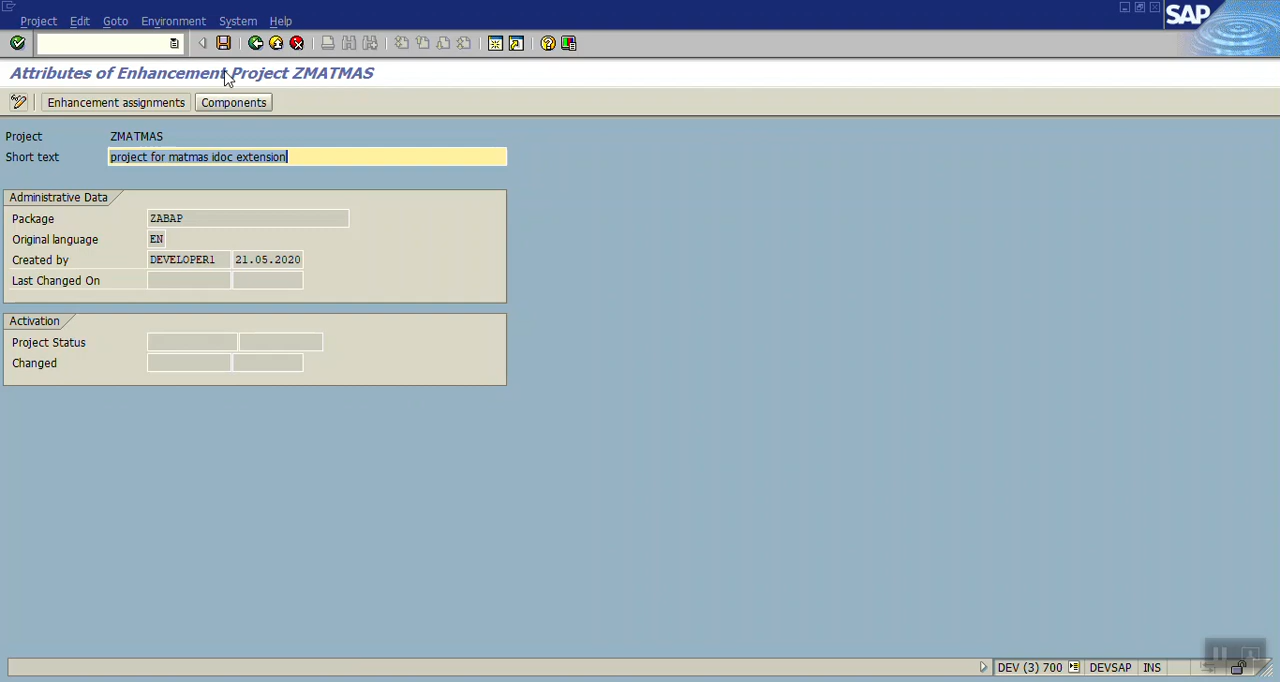 Project Edit Goto Environment System Help
SAP
Attributes of Enhancement Project ZMATMAS
Enhancement assignments Components
Project ZMATMAS
Short text project for matmas idoc extension
Administrative Data
Package ZABAP
Original language EN
Created by DEVELOPER1 21.05.2020
Last Changed On
Activation
Project Status
Changed
DEV (3) 700 DEVSAP INS